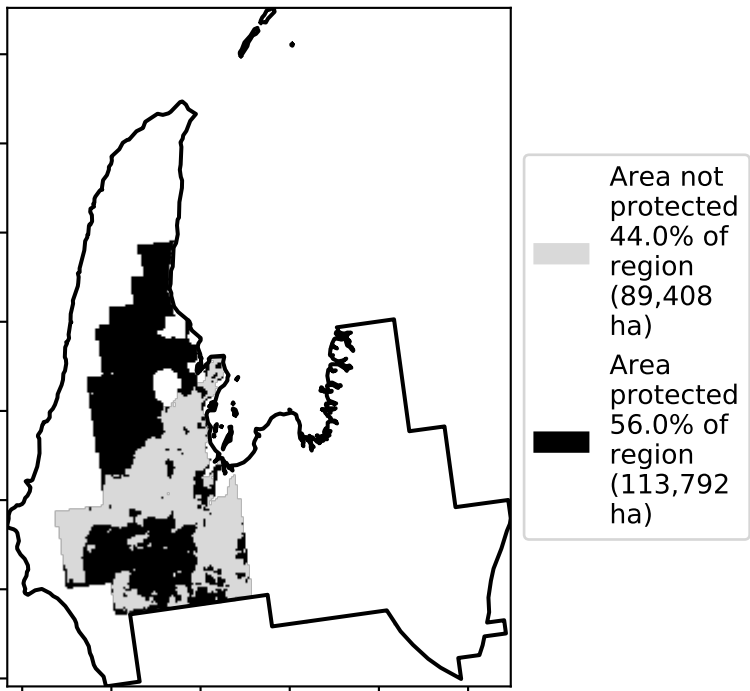 Area not
protected
44.0% of
region
(89,408
ha)
Area
protected
56.0% of
region
(113,792
ha)